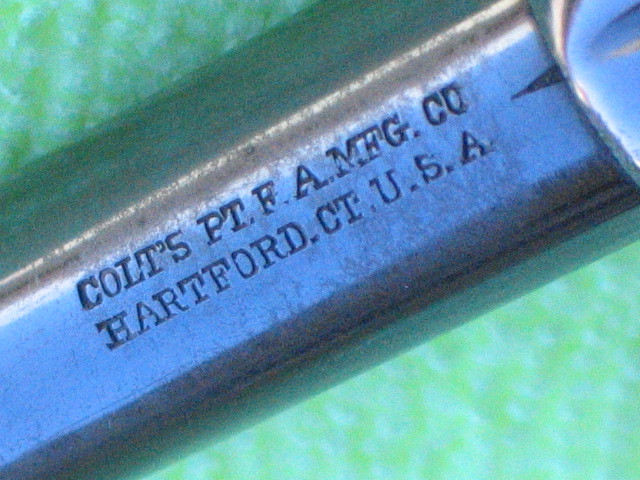 COLT'S PT. F. A. MFG. CO
HARTFORD. CT. U. S. A